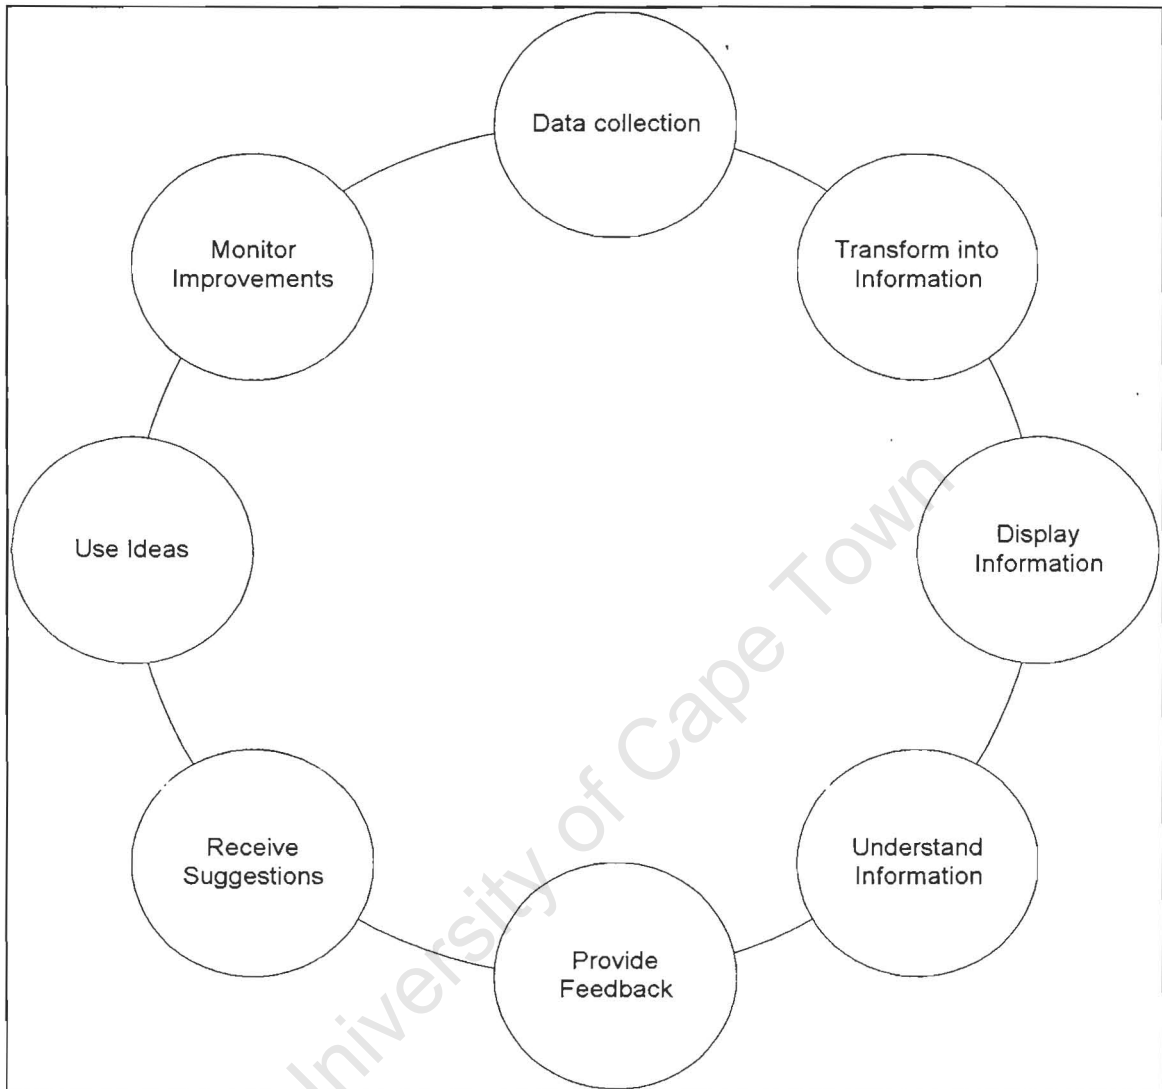 Data collection
Transform into
Information
Display
Information
Understand
Information
Provide
Feedback
Receive
Suggestions
Use Ideas
Monitor
Improvements
University of Cape Town